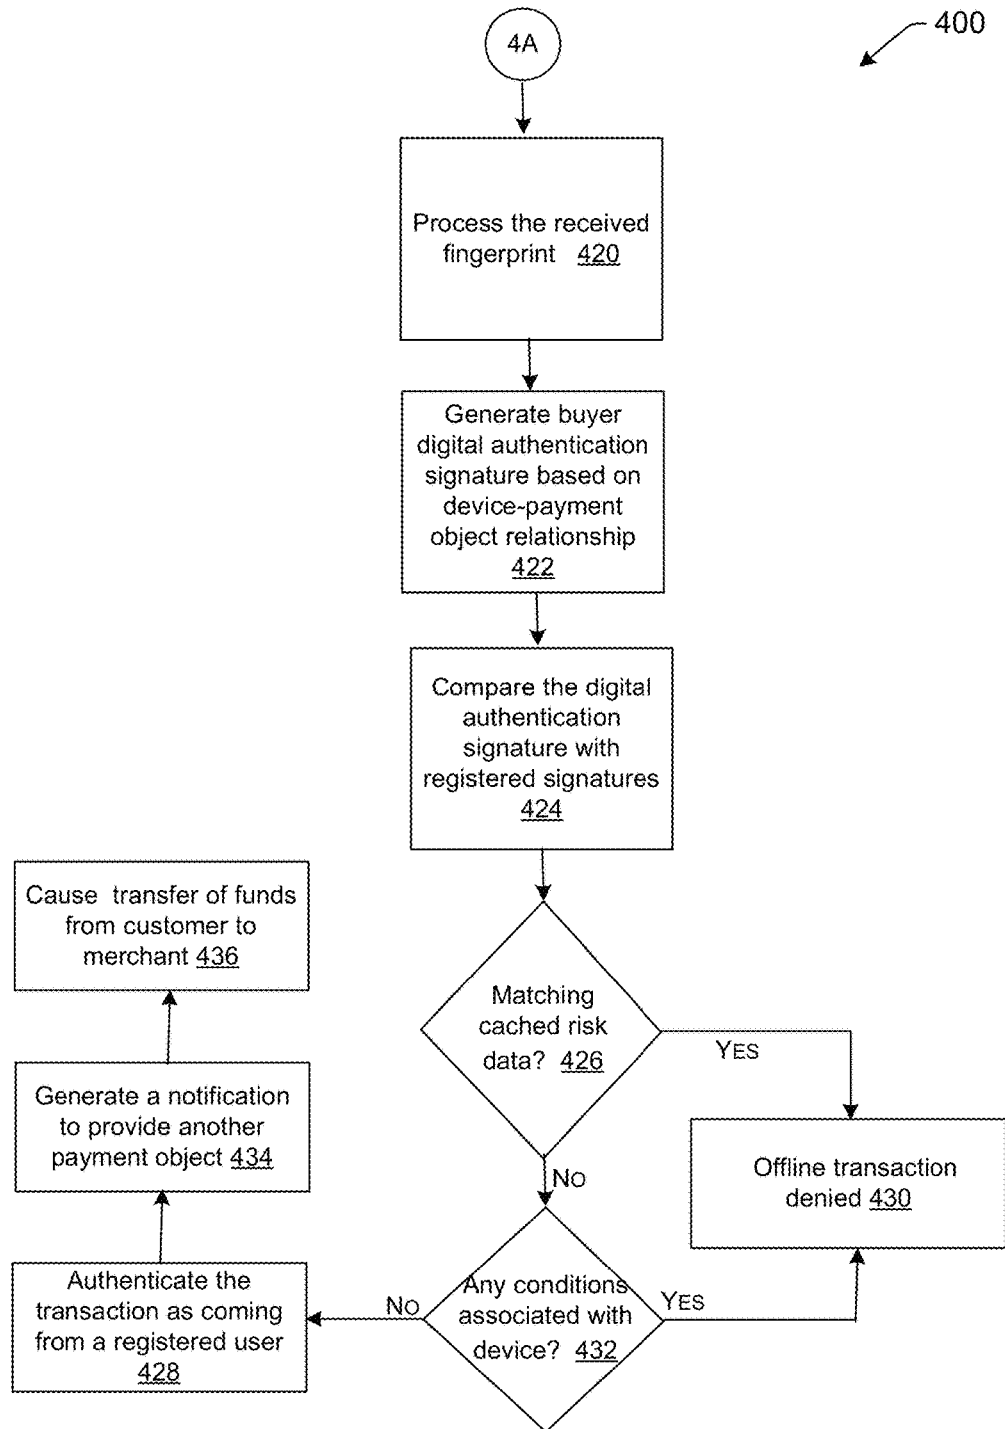 4A
400
Process the received
fingerprint 420
Generate buyer
digital authentication
signature based on
device-payment
object relationship
422
Compare the digital
authentication
signature with
registered signatures
424
Matching
cached risk
data? 426
YES
NO
Offline transaction
denied 430
Any conditions
associated with
device? 432
YES
NO
Authenticate the
transaction as coming
from a registered user
428
Generate a notification
to provide another
payment object 434
Cause transfer of funds
from customer to
merchant 436